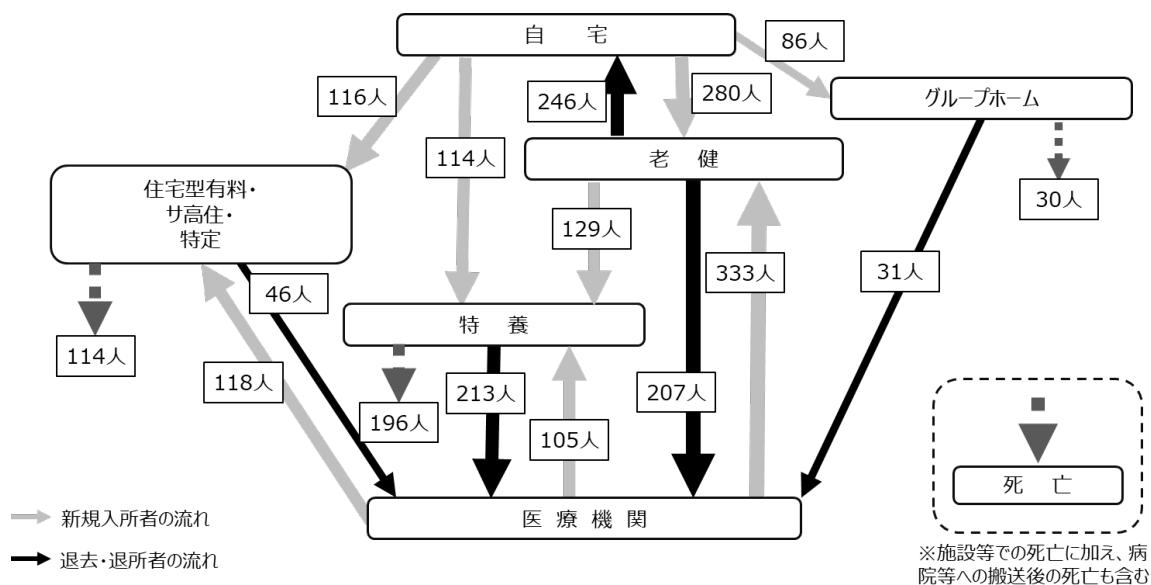 自　宅
86人
116人
246人
280人
グループホーム
114人
老　健
住宅型有料・
サ高住・
特定
30人
129人
333人
31人
46人
特　養
114人
118人
213人
207人
196人
105人
死　亡
医 療 機 関
新規入所者の流れ
退去・退所者の流れ
※施設等での死亡に加え、病
院等への搬送後の死亡も含む